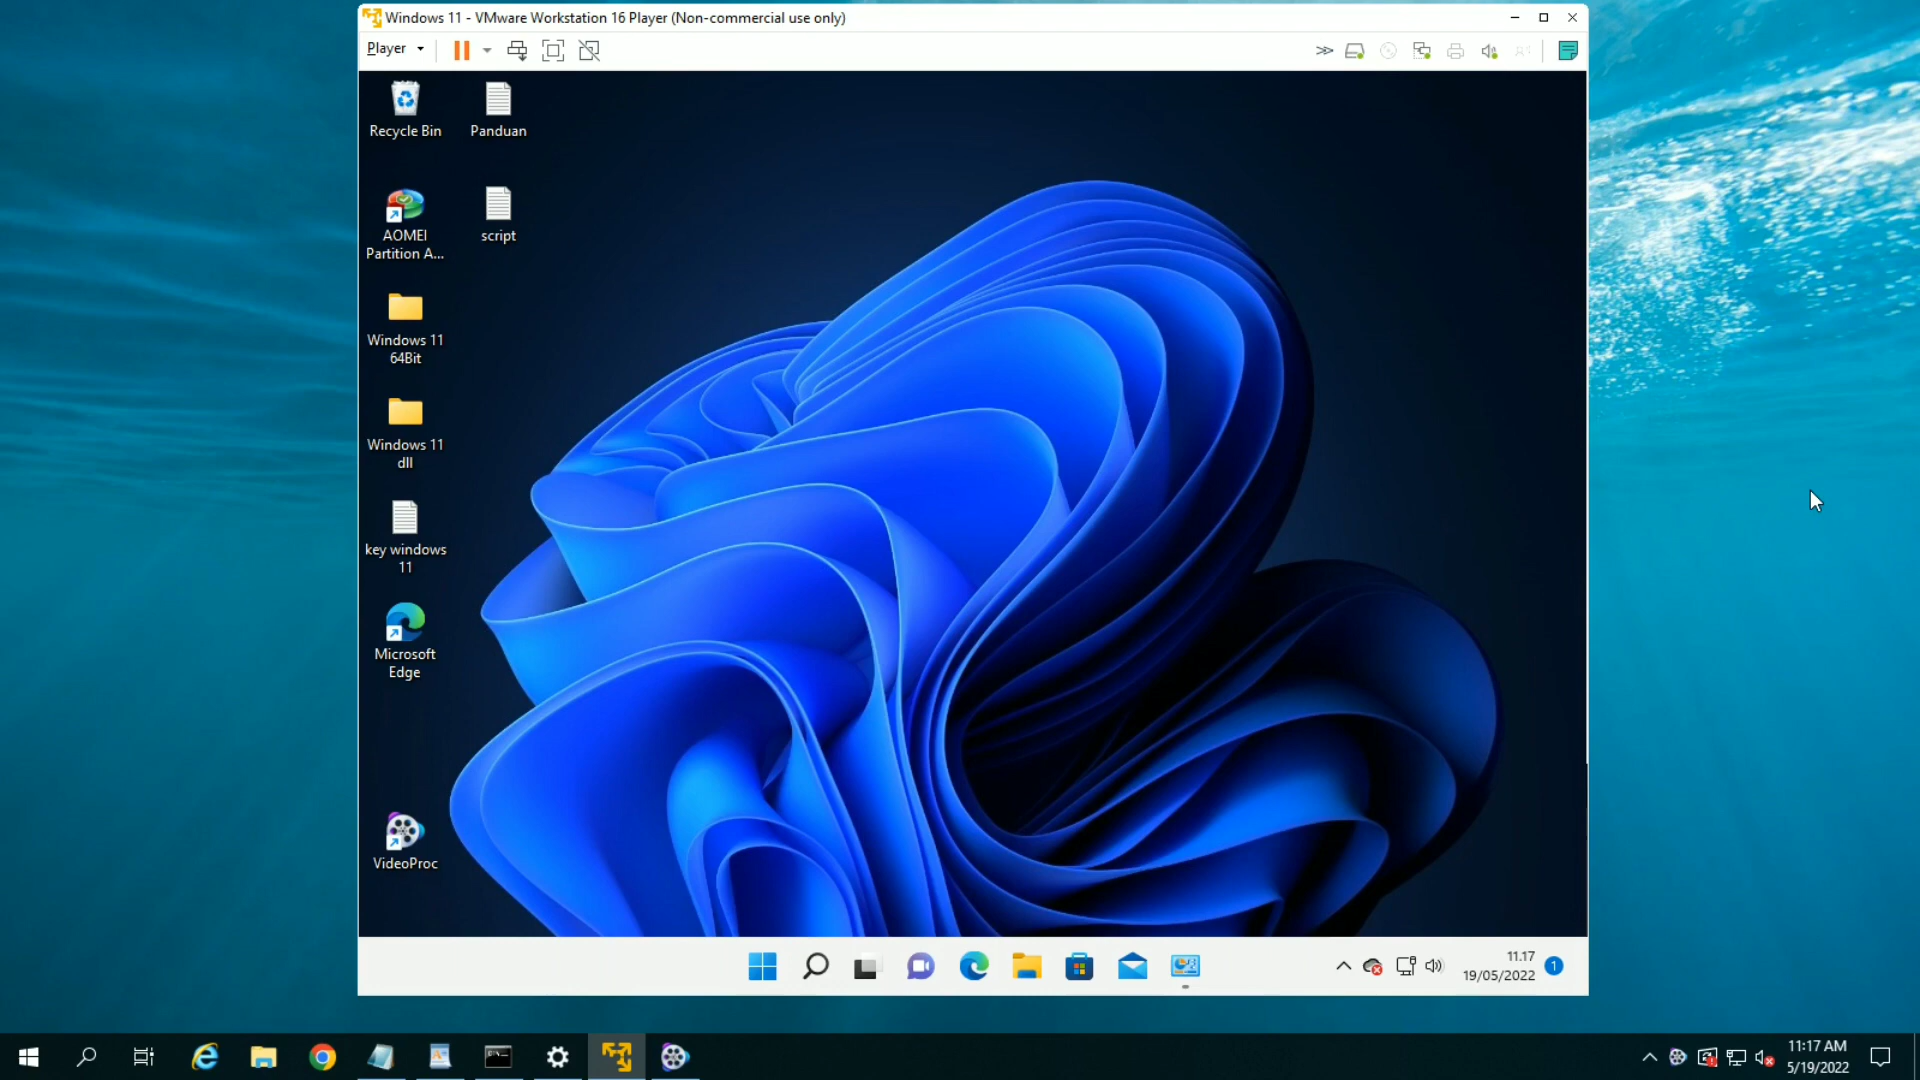 Windows 11 - VMware Workstation 16 Player (Non-commercial use only)
Player
Recycle Bin
Panduan
AOMEI
Partition A...
script
Windows 11
64Bit
Windows 11
dll
key windows
11
Microsoft
Edge
VideoProc
11.17
19/05/2022
1
11:17 AM
5/19/2022